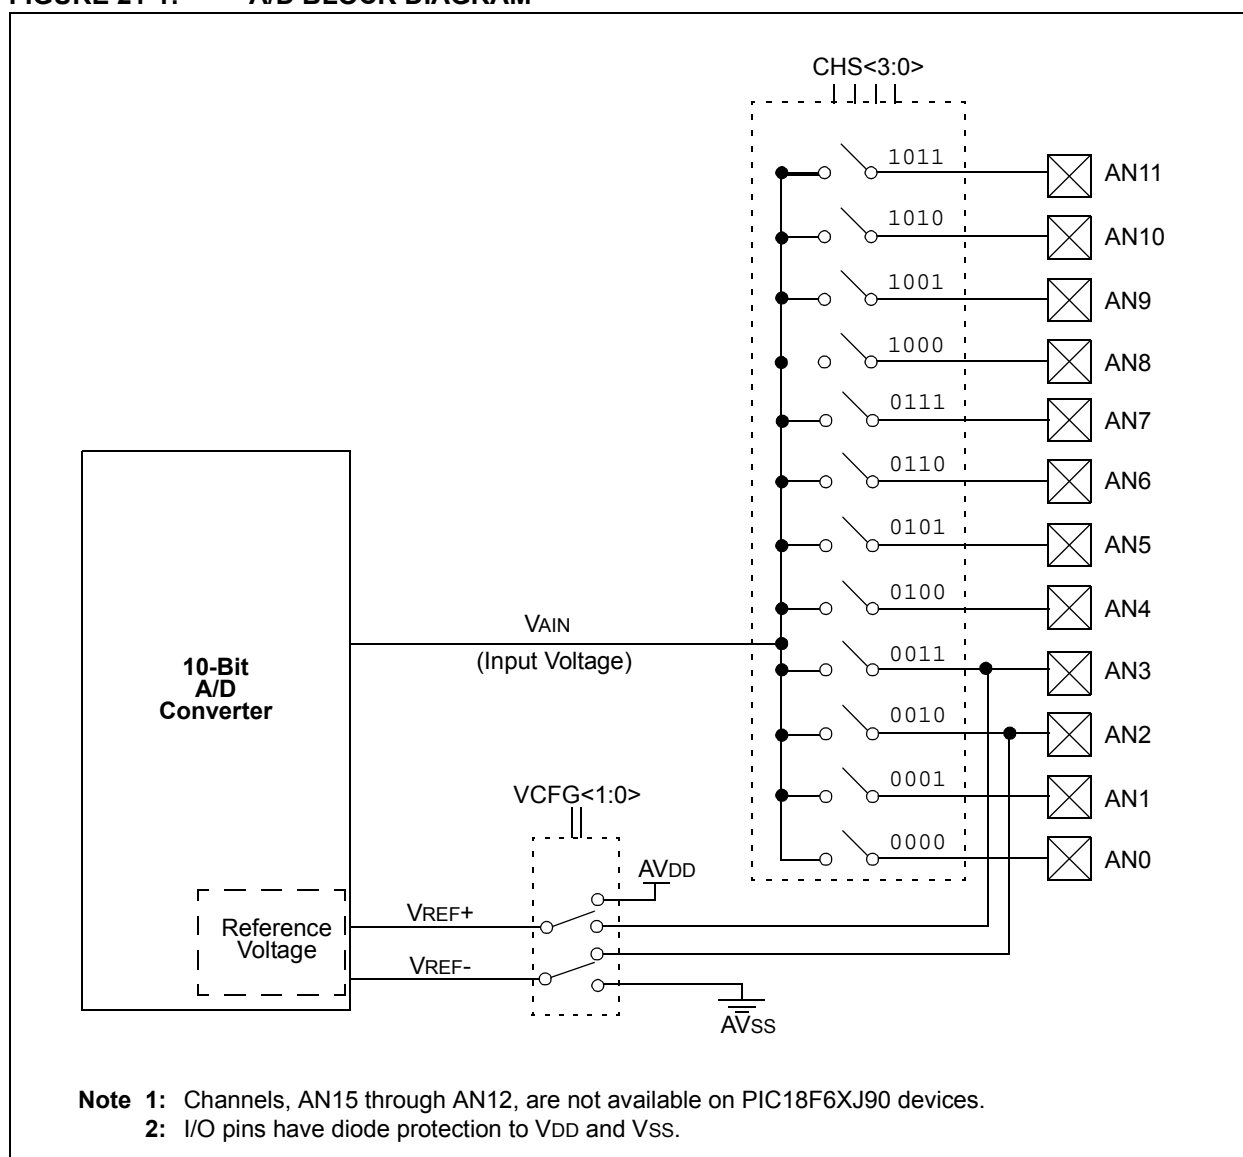 CHS<3:0>
1011 AN11
1010 AN10
1001 AN9
1000 AN8
0111 AN7
0110 AN6
0101 AN5
0100 AN4
VAIN
(Input Voltage)
10-Bit
A/D
Converter
0011 AN3
0010 AN2
0001 AN1
VCFG<1:0>
0000 AN0
AVDD
VREF+
Reference
Voltage
VREF-
AVSS
Note 1: Channels, AN15 through AN12, are not available on PIC18F6XJ90 devices.
2: I/O pins have diode protection to VDD and VSS.